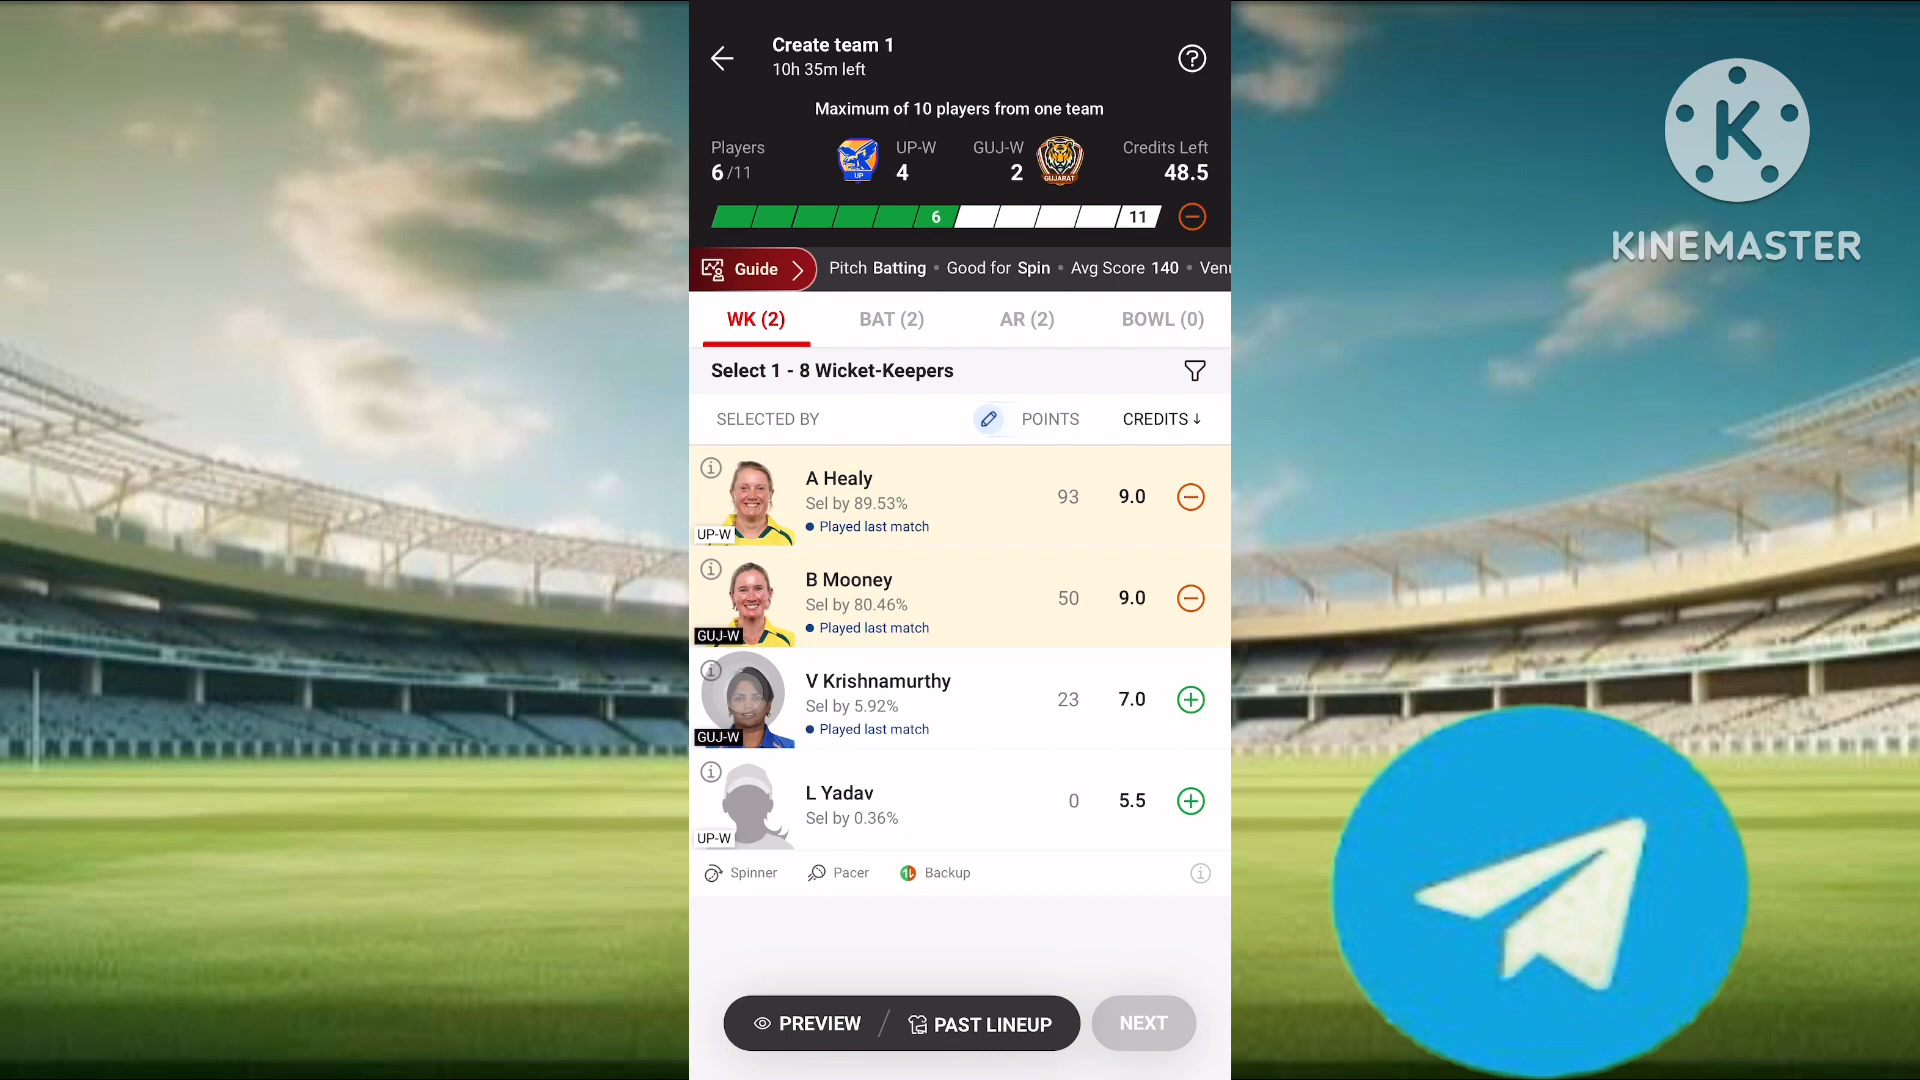 Create team 1
10h 35m left
Maximum of 10 players from one team
Players
6/11
UP
UP-W
4
GUJ-W
2
GUJARAT
Credits Left
48.5
6
11
Guide
Pitch Batting • Good for Spin • Avg Score 140 • Venu
WK (2)
BAT (2)
AR (2)
BOWL (0)
Select 1 - 8 Wicket-Keepers
SELECTED BY
POINTS
CREDITS ↓
A Healy
Sel by 89.53%
Played last match
UP-W
93
9.0
B Mooney
Sel by 80.46%
Played last match
GUJ-W
50
9.0
V Krishnamurthy
Sel by 5.92%
Played last match
GUJ-W
23
7.0
L Yadav
Sel by 0.36%
UP-W
0
5.5
Spinner
Pacer
Backup
PREVIEW
PAST LINEUP
NEXT
K
KINEMASTER